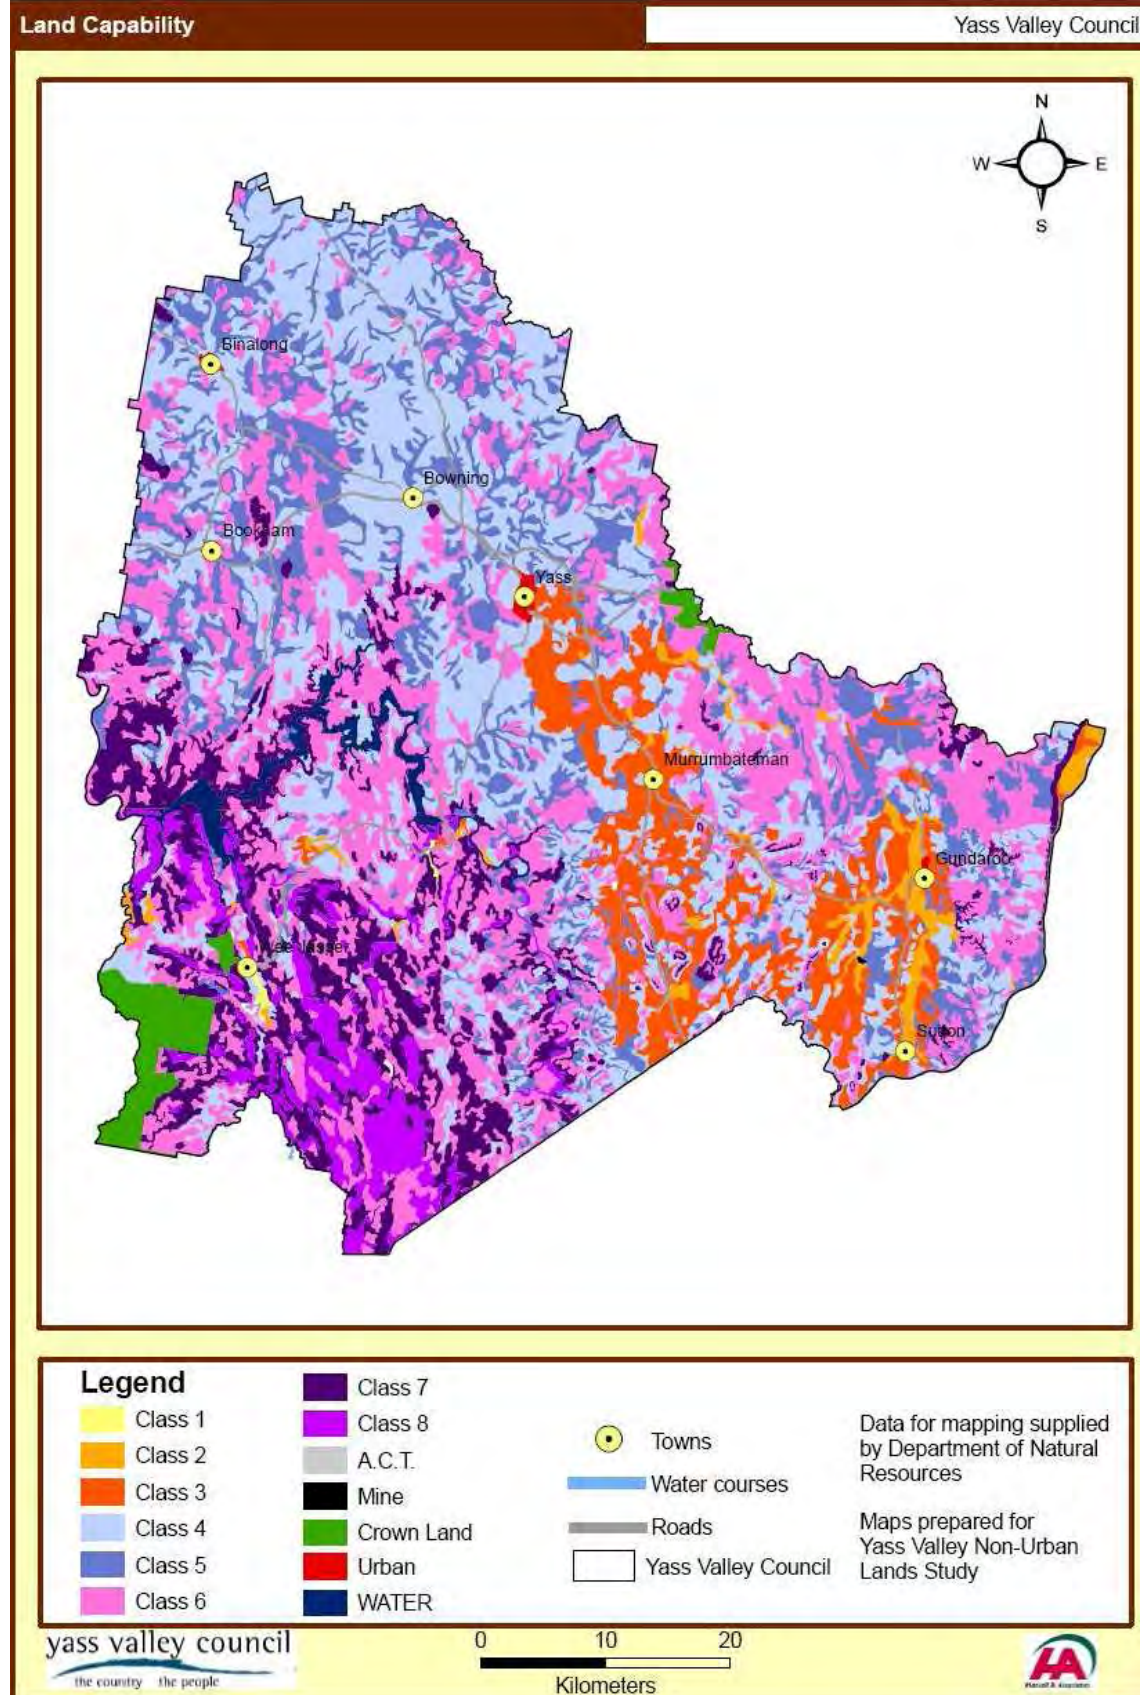 Land Capability
Yass Valley Council
N
W
E
S
Binalong
Bowning
Bookham
Yass
Murrumbateman
Gundaroo
Sutton
Legend
Class 1
Class 2
Class 3
Class 4
Class 5
Class 6
Class 7
Class 8
A.C.T.
Mine
Crown Land
Urban
WATER
Towns
Water courses
Roads
Yass Valley Council
Data for mapping supplied
by Department of Natural
Resources
Maps prepared for
Yass Valley Non-Urban
Lands Study
yass valley council
the country the people
0 10 20
Kilometers
HA